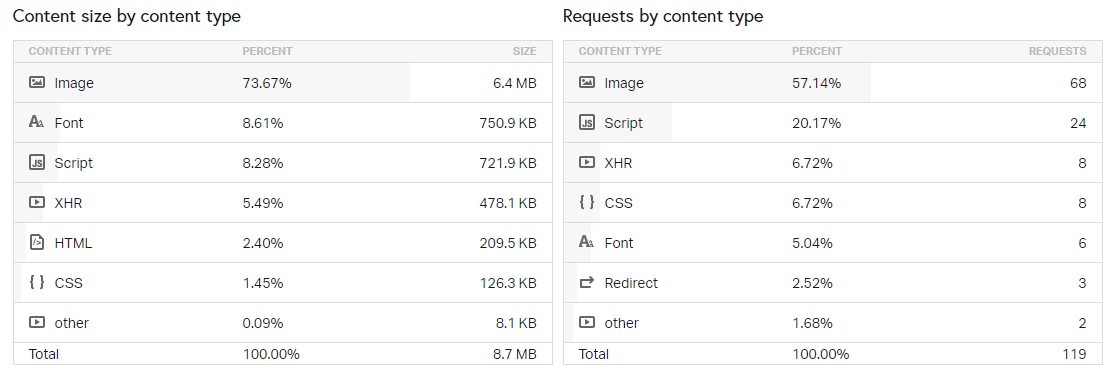 Content size by content type
CONTENT TYPE PERCENT SIZE
Image 73.67% 6.4 MB
Font 8.61% 750.9 KB
Script 8.28% 721.9 KB
XHR 5.49% 478.1 KB
HTML 2.40% 209.5 KB
CSS 1.45% 126.3 KB
other 0.09% 8.1 KB
Total 100.00% 8.7 MB
Requests by content type
CONTENT TYPE PERCENT REQUESTS
Image 57.14% 68
Script 20.17% 24
XHR 6.72% 8
CSS 6.72% 8
Font 5.04% 6
Redirect 2.52% 3
other 1.68% 2
Total 100.00% 119